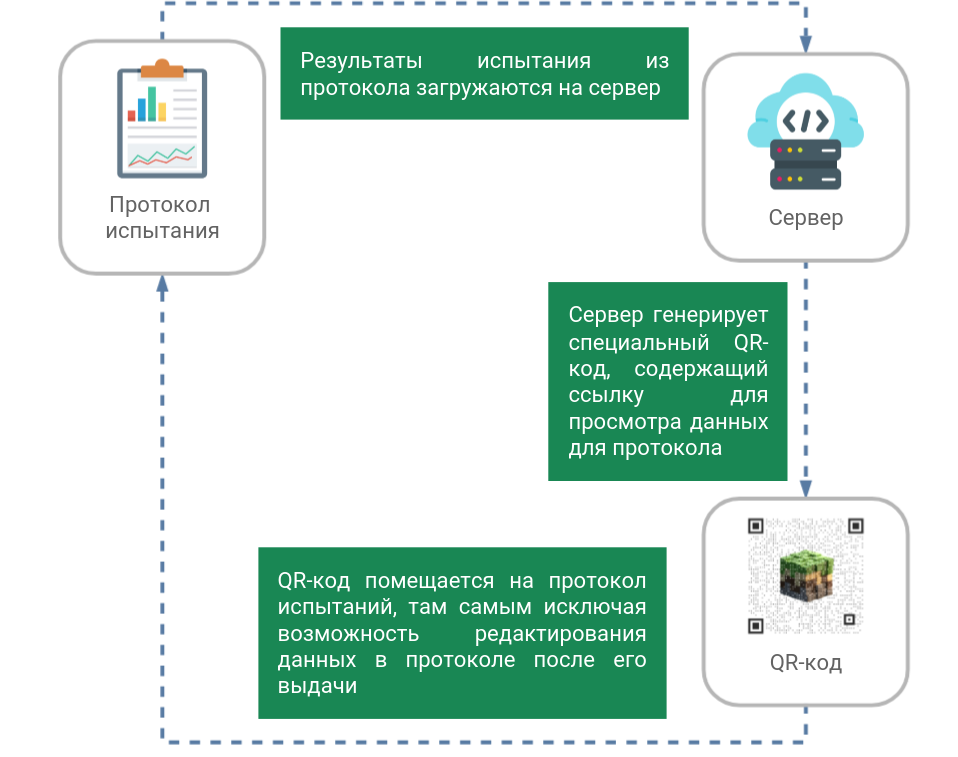 Результаты испытания из
протокола загружаются на сервер
Протокол
испытания
Сервер
Сервер генерирует
специальный QR-
код, содержащий
ссылку для
просмотра данных
для протокола
QR-код помещается на протокол
испытаний, там самым исключая
возможность редактирования
данных в протоколе после его
выдачи
QR-код